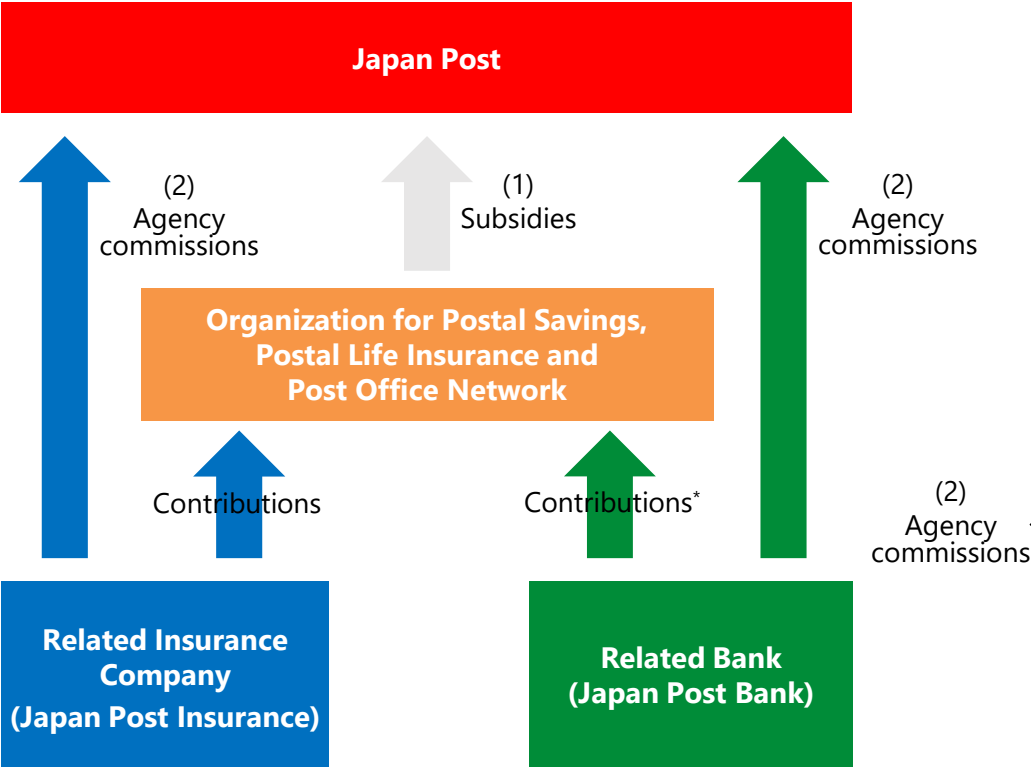 Japan Post
(2)
Agency
commissions
(1)
Subsidies
(2)
Agency
commissions
Organization for Postal Savings,
Postal Life Insurance and
Post Office Network
Contributions
Contributions*
(2)
Agency
commissions
Related Insurance
Company
(Japan Post Insurance)
Related Bank
(Japan Post Bank)